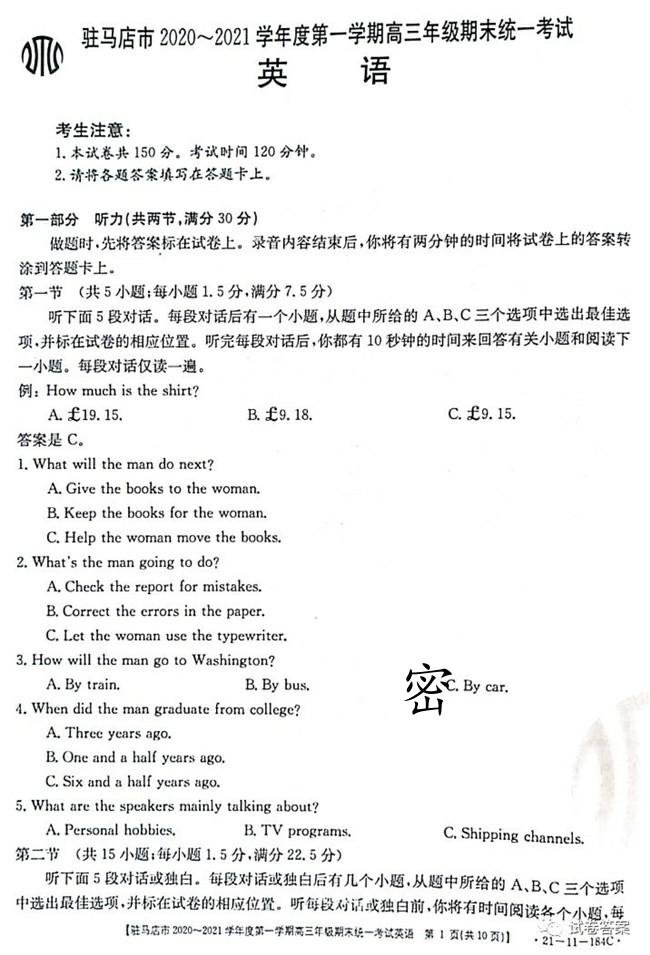 驻马店市 2020～2021 学年度第一学期高三年级期末统一考试
英 语
考生注意:
1. 本试卷共 150 分。考试时间 120 分钟。
2. 请将各题答案填写在答题卡上。
第一部分 听力(共两节,满分 30 分)
做题时,先将答案标在试卷上。录音内容结束后,你将有两分钟的时间将试卷上的答案转
涂到答题卡上。
第一节 (共 5 小题;每小题 1.5 分,满分 7.5 分)
听下面 5 段对话。每段对话后有一个小题,从题中所给的 A、B、C 三个选项中选出最佳选
项,并标在试卷的相应位置。听完每段对话后,你都有 10 秒钟的时间来回答有关小题和阅读下
一小题。每段对话仅读一遍。
例: How much is the shirt?
A. £19.15. B. £9.18. C. £9.15.
答案是 C。
1. What will the man do next?
A. Give the books to the woman.
B. Keep the books for the woman.
C. Help the woman move the books.
2. What's the man going to do?
A. Check the report for mistakes.
B. Correct the errors in the paper.
C. Let the woman use the typewriter.
3. How will the man go to Washington?
A. By train. B. By bus. 密 C. By car.
4. When did the man graduate from college?
A. Three years ago.
B. One and a half years ago.
C. Six and a half years ago.
5. What are the speakers mainly talking about?
A. Personal hobbies. B. TV programs. C. Shipping channels.
第二节 (共 15 小题;每小题 1.5 分,满分 22.5 分)
听下面 5 段对话或独白。每段对话或独白后有几个小题,从题中所给的 A、B、C 三个选项
中选出最佳选项,并标在试卷的相应位置。听每段对话或独白前,你将有时间阅读各个小题,每
【驻马店市 2020～2021 学年度第一学期高三年级期末统一考试英语 第 1 页(共 10 页)】 ·21-11-184C·
试卷答案